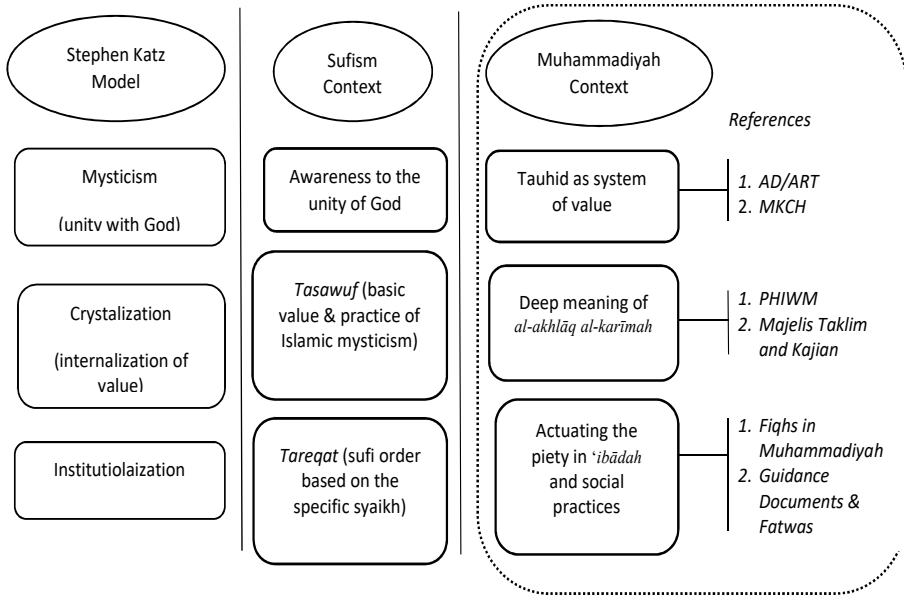 Stephen Katz
Model
Mysticism
(unity with God)
Crystalization
(internalization of
value)
Institutiolaization
Sufism
Context
Awareness to the
unity of God
Tasawuf (basic
value & practice of
Islamic mysticism)
Tareqat (sufi order
based on the
specific syaikh)
Muhammadiyah
Context
References
Tauhid as system
of value
1. AD/ART
2. MKCH
Deep meaning of
al-akhlāq al-karīmah
1. PHIWM
2. Majelis Taklim
and Kajian
Actuating the
piety in ‘ibādah
and social
practices
1. Fiqhs in
Muhammadiyah
2. Guidance
Documents &
Fatwas